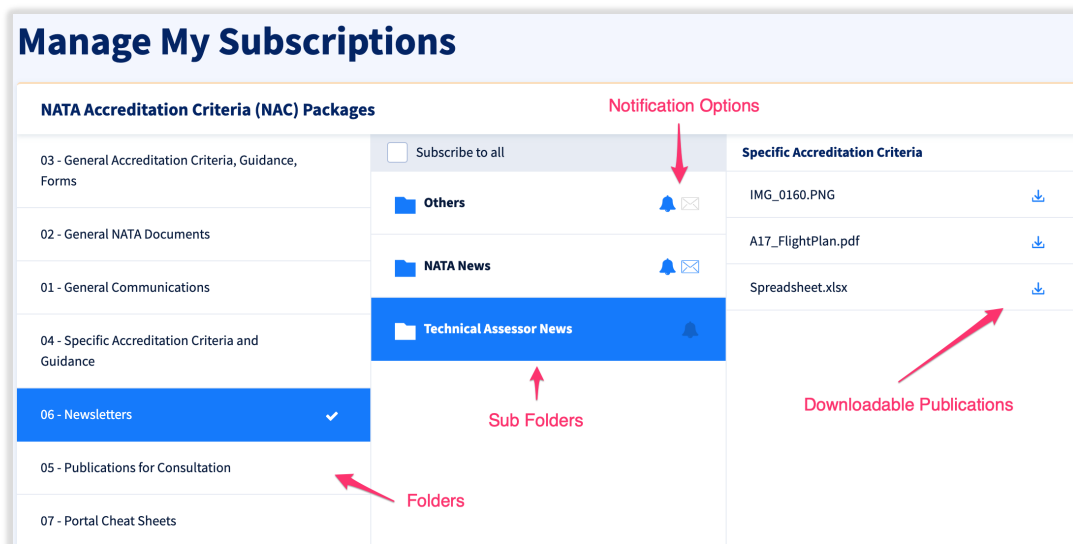 Manage My Subscriptions
NATA Accreditation Criteria (NAC) Packages
Notification Options
03 - General Accreditation Criteria, Guidance,
Forms
02 - General NATA Documents
01 - General Communications
04 - Specific Accreditation Criteria and
Guidance
06 - Newsletters
05 - Publications for Consultation
07 - Portal Cheat Sheets
Folders
Subscribe to all
Others
NATA News
Technical Assessor News
Sub Folders
Specific Accreditation Criteria
IMG_0160.PNG
A17_FlightPlan.pdf
Spreadsheet.xlsx
Downloadable Publications